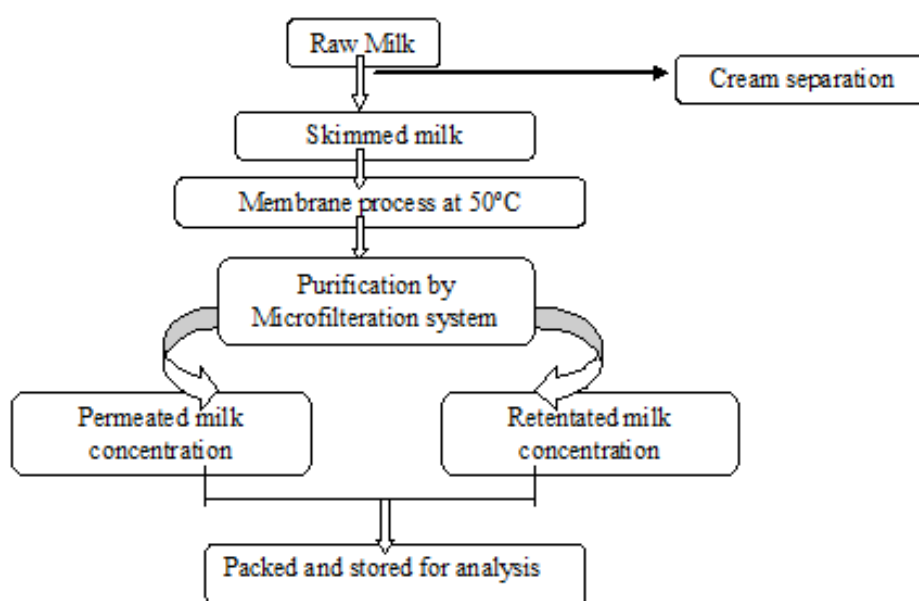 Raw Milk
Cream separation
Skimmed milk
Membrane process at 50°C
Purification by
Microfilteration system
Permeated milk
concentration
Retentated milk
concentration
Packed and stored for analysis